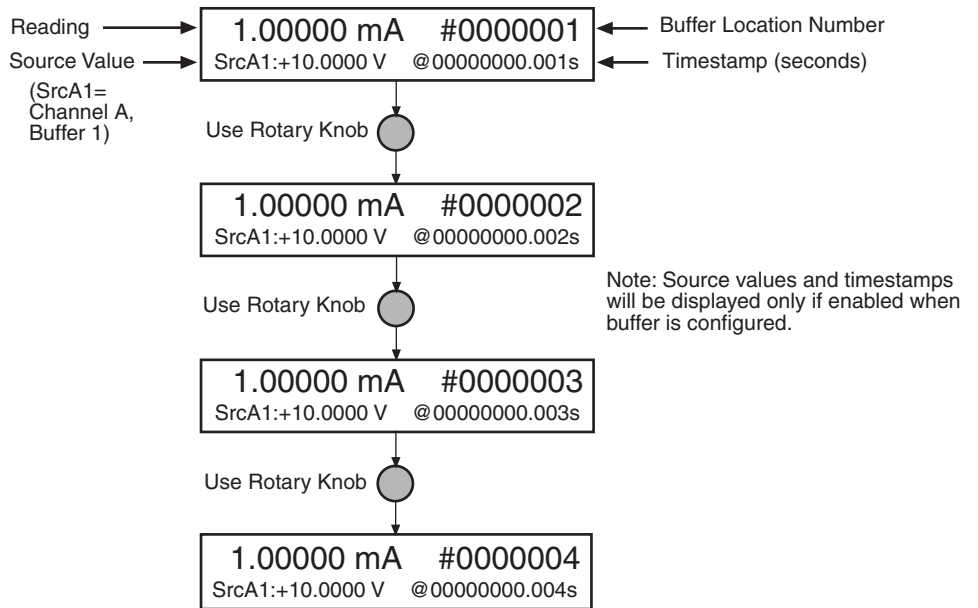 Reading
1.00000 mA #0000001
Buffer Location Number
Source Value
SrcA1:+10.0000 V @00000000.001s
Timestamp (seconds)
(SrcA1=
Channel A,
Buffer 1)
Use Rotary Knob
1.00000 mA #0000002
SrcA1:+10.0000 V @00000000.002s
Note: Source values and timestamps
will be displayed only if enabled when
buffer is configured.
Use Rotary Knob
1.00000 mA #0000003
SrcA1:+10.0000 V @00000000.003s
Use Rotary Knob
1.00000 mA #0000004
SrcA1:+10.0000 V @00000000.004s